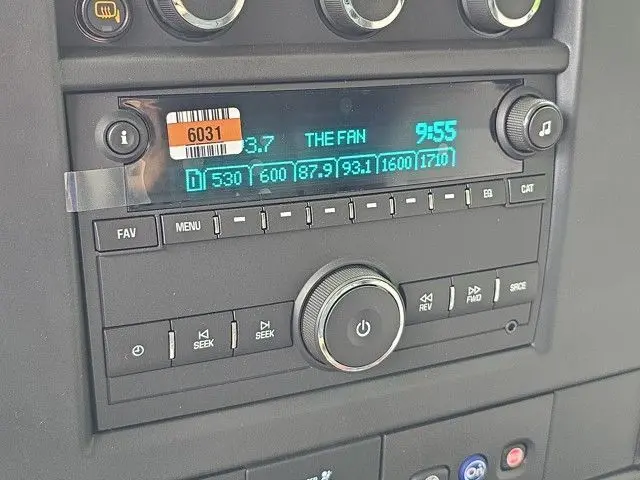 6031
3.7 THE FAN 9:55
1 530 600 87.9 93.1 1600 1710
i
FAV MENU EQ CAT
SEEK SEEK REV FWD SRCE